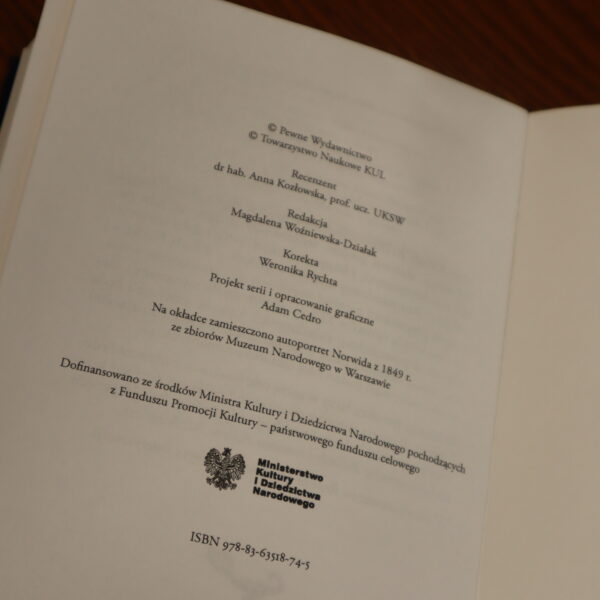 © Pewne Wydawnictwo
© Towarzystwo Naukowe KUL
Recenzent
dr hab. Anna Kozłowska, prof. ucz. UKSW
Redakcja
Magdalena Woźniewska-Działak
Korekta
Weronika Rychta
Projekt serii i opracowanie graficzne
Adam Cedro
Na okładce zamieszczono autoportret Norwida z 1849 r.
ze zbiorów Muzeum Narodowego w Warszawie
Dofinansowano ze środków Ministra Kultury i Dziedzictwa Narodowego pochodzących
z Funduszu Promocji Kultury – państwowego funduszu celowego
Ministerstwo
Kultury
i Dziedzictwa
Narodowego
ISBN 978-83-63518-74-5